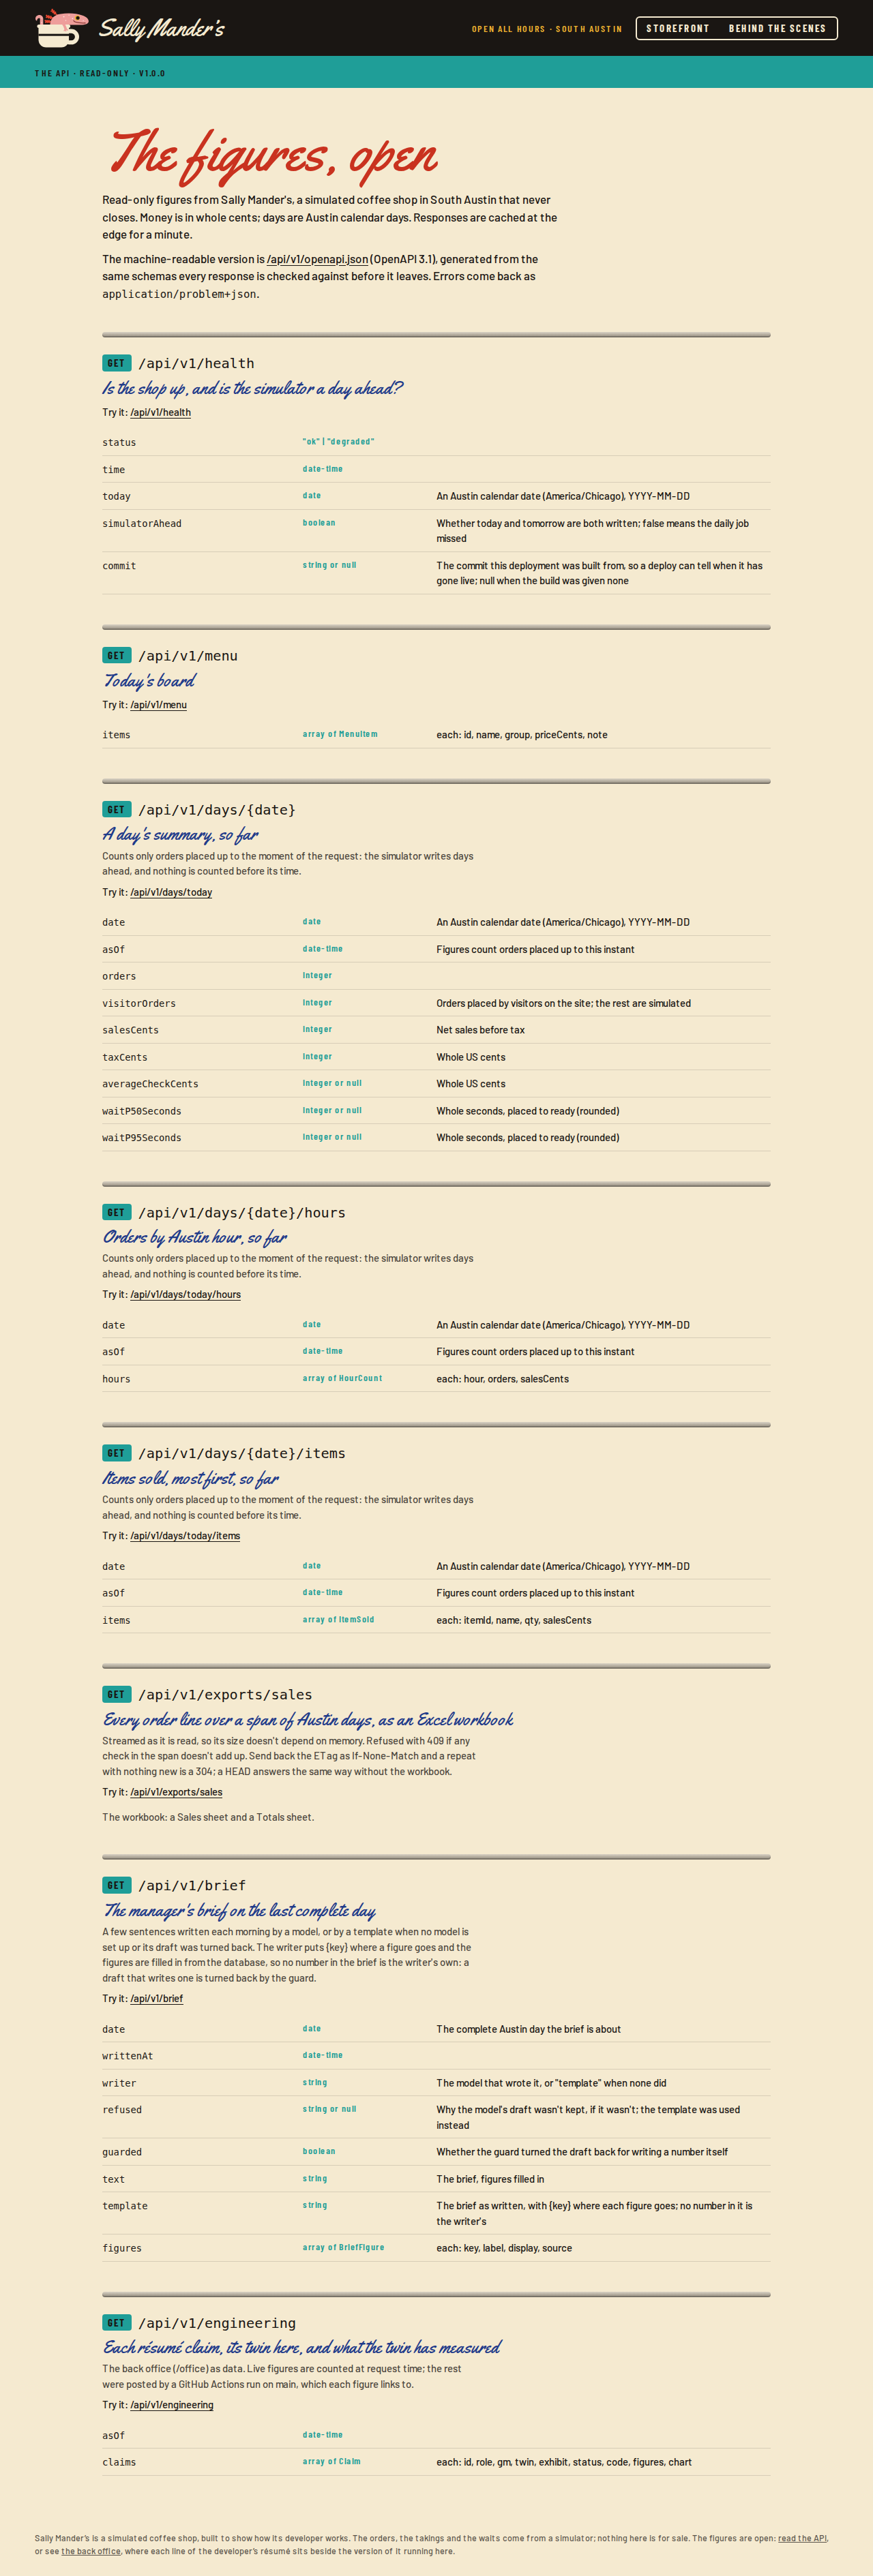 Sally Mander's
OPEN ALL HOURS · SOUTH AUSTIN
STOREFRONT
BEHIND THE SCENES
THE API · READ-ONLY · V1.0.0
The figures, open
Read-only figures from Sally Mander's, a simulated coffee shop in South Austin that never
closes. Money is in whole cents; days are Austin calendar days. Responses are cached at the
edge for a minute.
The machine-readable version is /api/v1/openapi.json (OpenAPI 3.1), generated from the
same schemas every response is checked against before it leaves. Errors come back as
application/problem+json.
GET /api/v1/health
Is the shop up, and is the simulator a day ahead?
Try it: /api/v1/health
status "ok" | "degraded"
time date-time
today date An Austin calendar date (America/Chicago), YYYY-MM-DD
simulatorAhead boolean Whether today and tomorrow are both written; false means the daily job
missed
commit string or null The commit this deployment was built from, so a deploy can tell when it has
gone live; null when the build was given none
GET /api/v1/menu
Today's board
Try it: /api/v1/menu
items array of MenuItem each: id, name, group, priceCents, note
GET /api/v1/days/{date}
A day's summary, so far
Counts only orders placed up to the moment of the request: the simulator writes days
ahead, and nothing is counted before its time.
Try it: /api/v1/days/today
date date An Austin calendar date (America/Chicago), YYYY-MM-DD
asOf date-time Figures count orders placed up to this instant
orders integer
visitorOrders integer Orders placed by visitors on the site; the rest are simulated
salesCents integer Net sales before tax
taxCents integer Whole US cents
averageCheckCents integer or null Whole US cents
waitP50Seconds integer or null Whole seconds, placed to ready (rounded)
waitP95Seconds integer or null Whole seconds, placed to ready (rounded)
GET /api/v1/days/{date}/hours
Orders by Austin hour, so far
Counts only orders placed up to the moment of the request: the simulator writes days
ahead, and nothing is counted before its time.
Try it: /api/v1/days/today/hours
date date An Austin calendar date (America/Chicago), YYYY-MM-DD
asOf date-time Figures count orders placed up to this instant
hours array of HourCount each: hour, orders, salesCents
GET /api/v1/days/{date}/items
Items sold, most first, so far
Counts only orders placed up to the moment of the request: the simulator writes days
ahead, and nothing is counted before its time.
Try it: /api/v1/days/today/items
date date An Austin calendar date (America/Chicago), YYYY-MM-DD
asOf date-time Figures count orders placed up to this instant
items array of ItemSold each: itemId, name, qty, salesCents
GET /api/v1/exports/sales
Every order line over a span of Austin days, as an Excel workbook
Streamed as it is read, so its size doesn't depend on memory. Refused with 409 if any
check in the span doesn't add up. Send back the ETag as If-None-Match and a repeat
with nothing new is a 304; a HEAD answers the same way without the workbook.
Try it: /api/v1/exports/sales
The workbook: a Sales sheet and a Totals sheet.
GET /api/v1/brief
The manager's brief on the last complete day
A few sentences written each morning by a model, or by a template when no model is
set up or its draft was turned back. The writer puts {key} where a figure goes and the
figures are filled in from the database, so no number in the brief is the writer's own: a
draft that writes one is turned back by the guard.
Try it: /api/v1/brief
date date The complete Austin day the brief is about
writtenAt date-time
writer string The model that wrote it, or "template" when none did
refused string or null Why the model's draft wasn't kept, if it wasn't; the template was used
instead
guarded boolean Whether the guard turned the draft back for writing a number itself
text string The brief, figures filled in
template string The brief as written, with {key} where each figure goes; no number in it is
the writer's
figures array of BriefFigure each: key, label, display, source
GET /api/v1/engineering
Each résumé claim, its twin here, and what the twin has measured
The back office (/office) as data. Live figures are counted at request time; the rest
were posted by a GitHub Actions run on main, which each figure links to.
Try it: /api/v1/engineering
asOf date-time
claims array of Claim each: id, role, gm, twin, exhibit, status, code, figures, chart
Sally Mander's is a simulated coffee shop, built to show how its developer works. The orders, the takings and the waits come from a simulator; nothing here is for sale. The figures are open: read the API,
or see the back office, where each line of the developer's résumé sits beside the version of it running here.